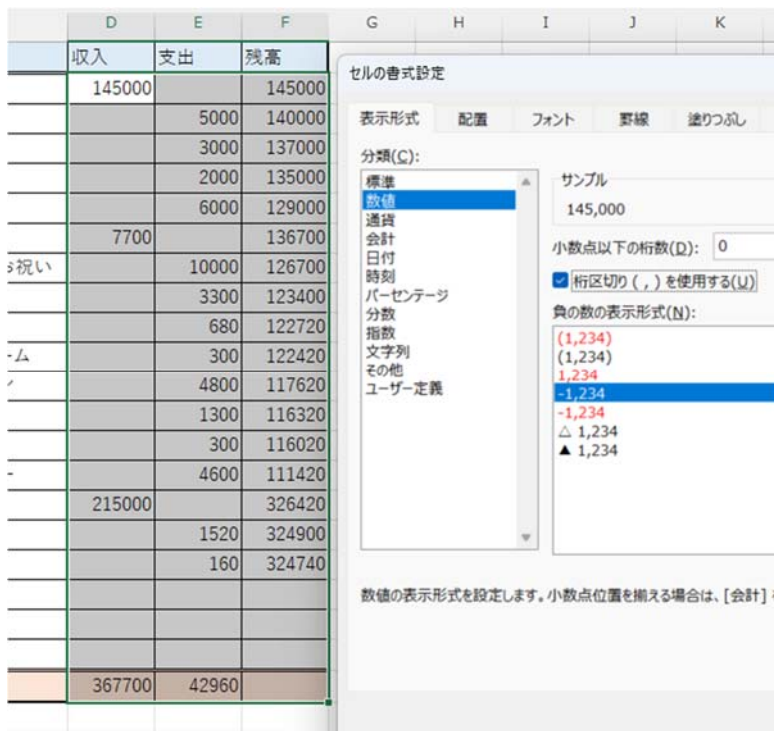 D E F G H I J K
収入 支出 残高
145000 145000
5000 140000
3000 137000
2000 135000
6000 129000
7700 136700
お祝い 10000 126700
3300 123400
680 122720
ーム 300 122420
4800 117620
1300 116320
300 116020
ー 4600 111420
215000 326420
1520 324900
160 324740
367700 42960
セルの書式設定
表示形式 配置 フォント 罫線 塗りつぶし
分類(C):
標準
数値
通貨
会計
日付
時刻
パーセンテージ
分数
指数
文字列
その他
ユーザー定義
サンプル
145,000
小数点以下の桁数(D): 0
桁区切り ( , ) を使用する(U)
負の数の表示形式(N):
(1,234)
(1,234)
1,234
-1,234
-1,234
△ 1,234
▲ 1,234
数値の表示形式を設定します。小数点位置を揃える場合は、[会計]